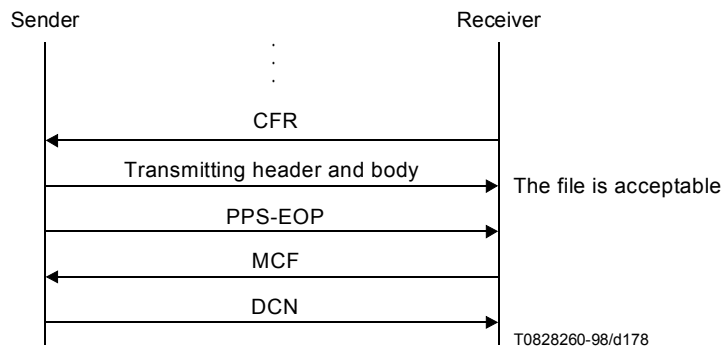 Sender Receiver
.
.
.
CFR
Transmitting header and body
The file is acceptable
PPS-EOP
MCF
DCN
T0828260-98/d178